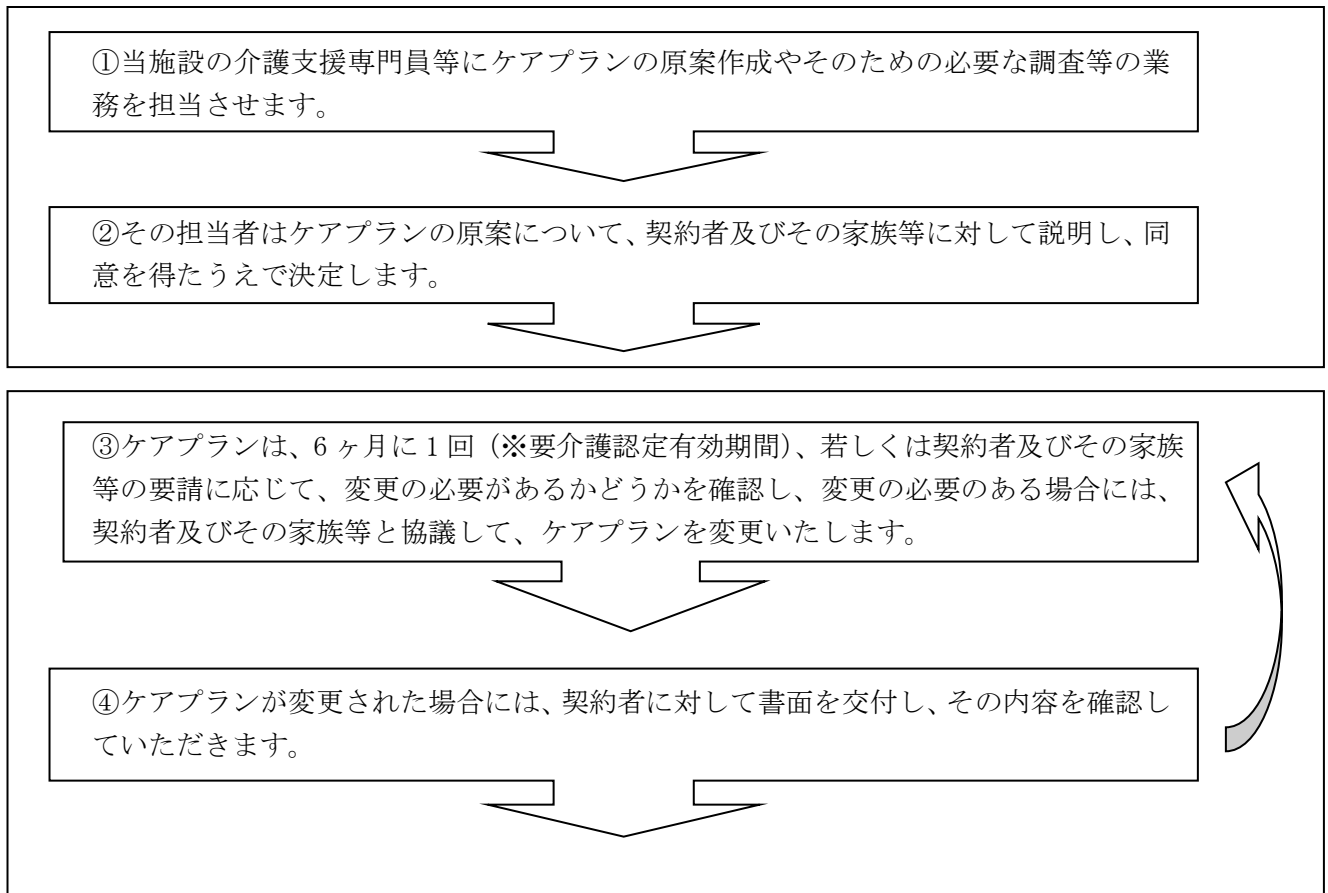 ①当施設の介護支援専門員等にケアプランの原案作成やそのための必要な調査等の業
務を担当させます。
②その担当者はケアプランの原案について、契約者及びその家族等に対して説明し、同
意を得たうえで決定します。
③ケアプランは、6 ヶ月に 1 回（※要介護認定有効期間）、若しくは契約者及びその家族
等の要請に応じて、変更の必要があるかどうかを確認し、変更の必要のある場合には、
契約者及びその家族等と協議して、ケアプランを変更いたします。
④ケアプランが変更された場合には、契約者に対して書面を交付し、その内容を確認し
ていただきます。